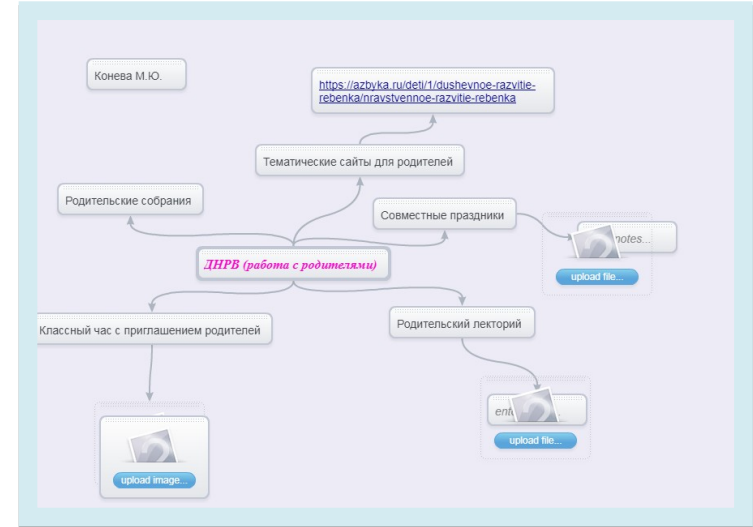 Конева М.Ю.
https://azbyka.ru/deti/1/dushevnoe-razvitie-
rebenka/nravstvennoe-razvitie-rebenka
Тематические сайты для родителей
Родительские собрания
Совместные праздники
notes...
upload file...
ДНРВ (работа с родителями)
Классный час с приглашением родителей
Родительский лекторий
upload file...
upload image...